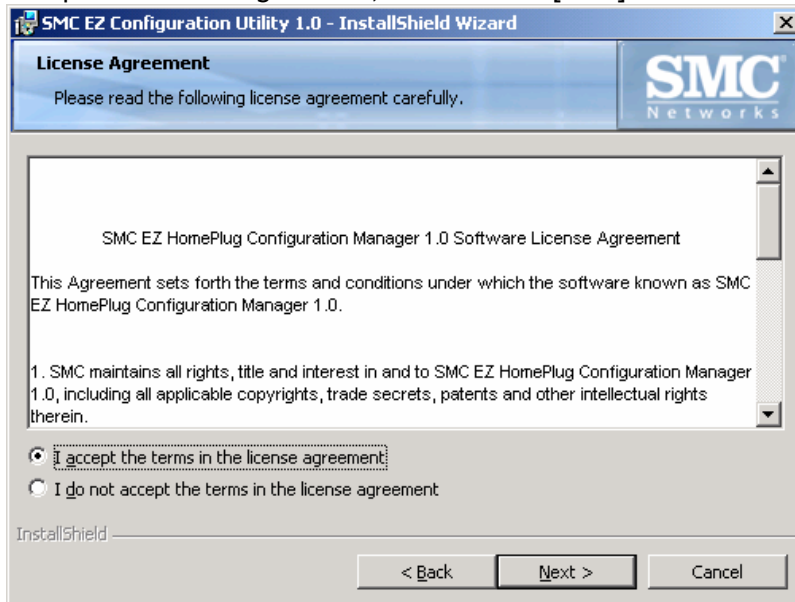 SMC EZ Configuration Utility 1.0 - InstallShield Wizard
License Agreement
Please read the following license agreement carefully.
SMC
Networks
SMC EZ HomePlug Configuration Manager 1.0 Software License Agreement
This Agreement sets forth the terms and conditions under which the software known as SMC
EZ HomePlug Configuration Manager 1.0.
1. SMC maintains all rights, title and interest in and to SMC EZ HomePlug Configuration Manager
1.0, including all applicable copyrights, trade secrets, patents and other intellectual rights
therein.
I accept the terms in the license agreement
I do not accept the terms in the license agreement
InstallShield
< Back Next > Cancel